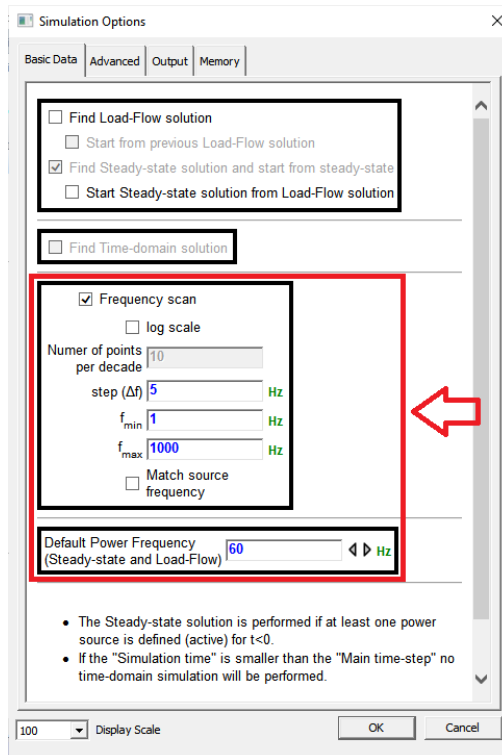 Simulation Options
Basic Data
Advanced
Output
Memory
Find Load-Flow solution
Start from previous Load-Flow solution
Find Steady-state solution and start from steady-state
Start Steady-state solution from Load-Flow solution
Find Time-domain solution
Frequency scan
log scale
Numer of points
per decade
10
step (Δf) 5 Hz
fmin 1 Hz
fmax 1000 Hz
Match source
frequency
Default Power Frequency
(Steady-state and Load-Flow)
60 Hz
• The Steady-state solution is performed if at least one power
source is defined (active) for t<0.
• If the "Simulation time" is smaller than the "Main time-step" no
time-domain simulation will be performed.
100 Display Scale
OK
Cancel